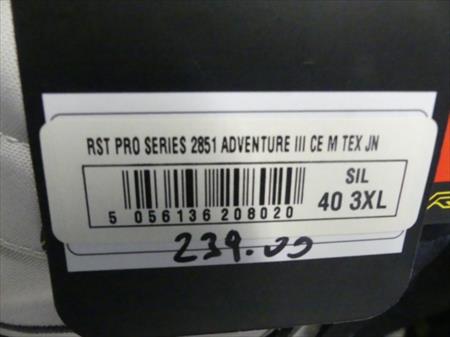 RST PRO SERIES 2851 ADVENTURE III CE M TEX JN
SIL
5 056136 208020
40 3XL
239.00